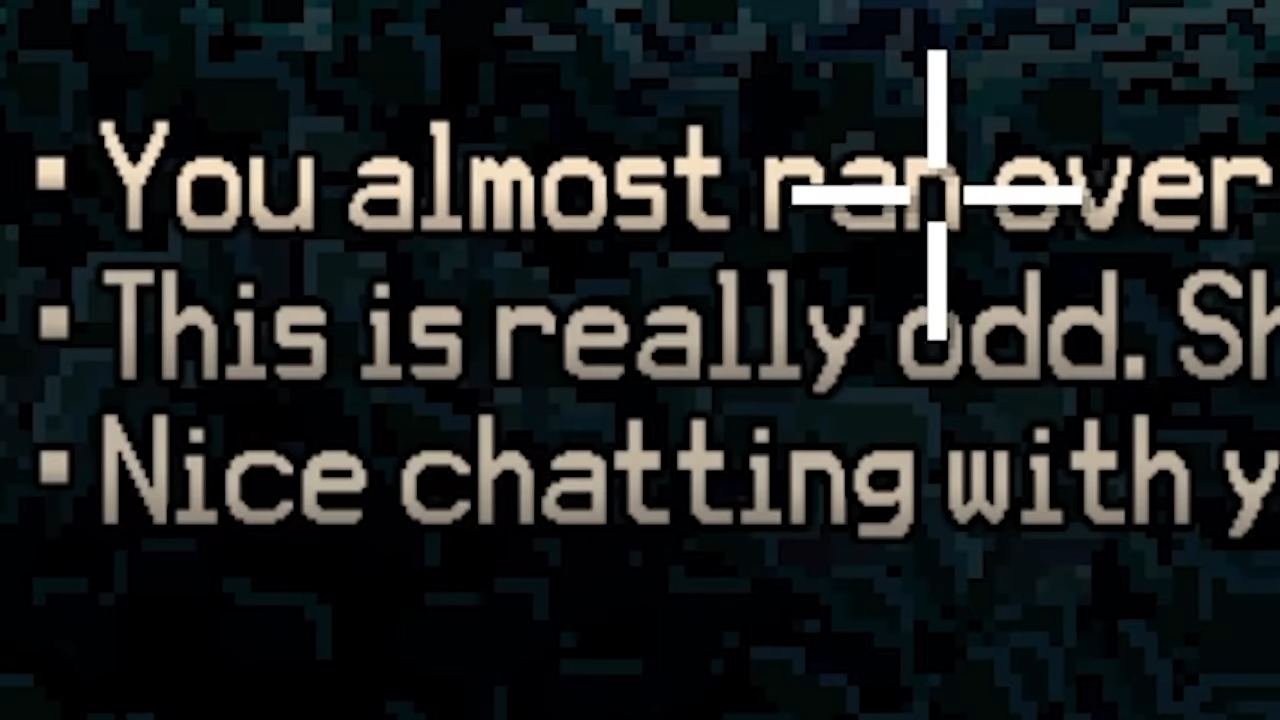 ▪ You almost ran over
▪ This is really odd. Sh
▪ Nice chatting with y